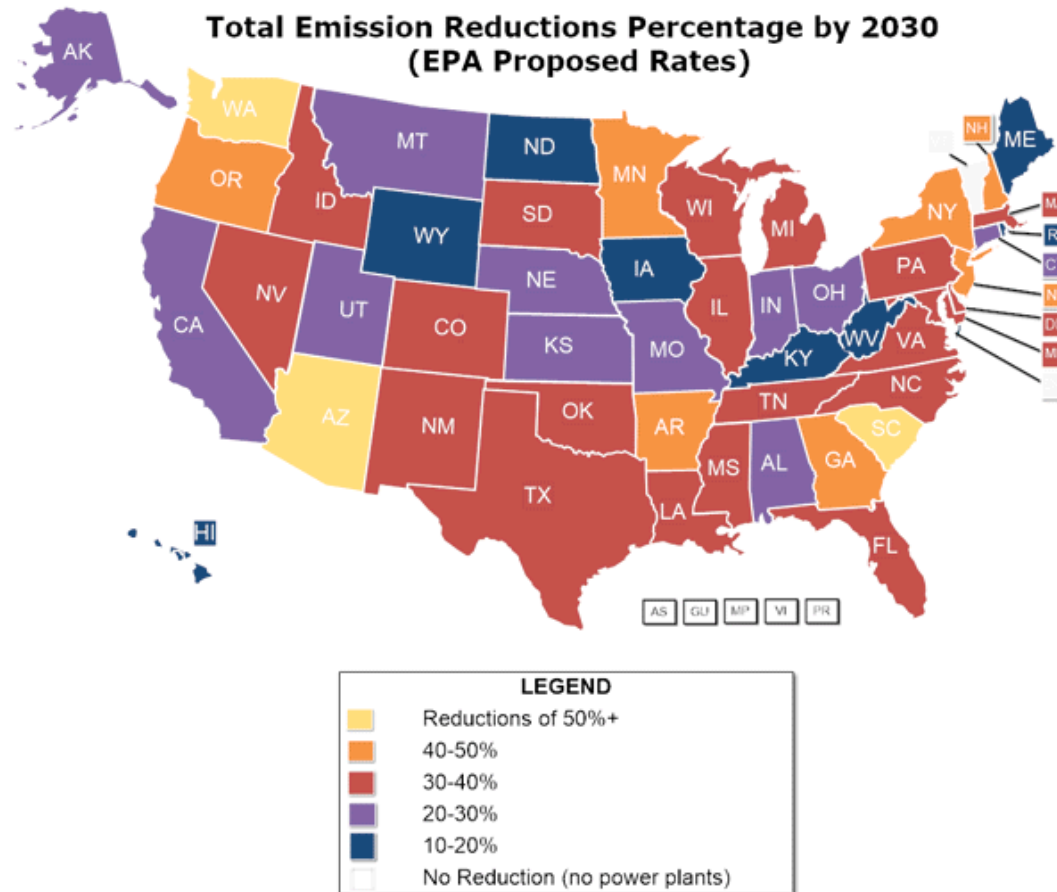 Total Emission Reductions Percentage by 2030
(EPA Proposed Rates)
AK
WA
MT
ND
MN
NH
ME
OR
ID
SD
WI
MI
NY
WY
IA
PA
NV
NE
IL
IN
OH
CA
UT
CO
KS
MO
KY
WV
VA
NC
AZ
NM
OK
TN
AR
SC
MS
AL
GA
TX
LA
FL
HI
AS GU MP VI PR
LEGEND
Reductions of 50%+
40-50%
30-40%
20-30%
10-20%
No Reduction (no power plants)